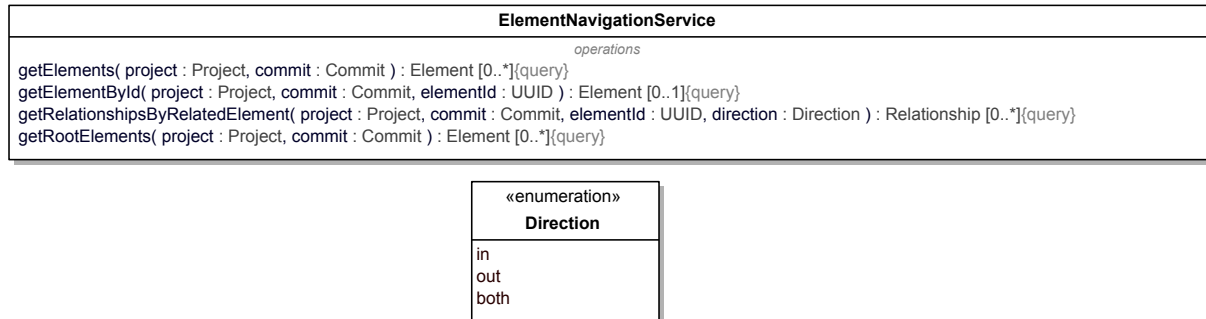 ElementNavigationService
operations
getElements( project : Project, commit : Commit ) : Element [0..*]{query}
getElementById( project : Project, commit : Commit, elementId : UUID ) : Element [0..1]{query}
getRelationshipsByRelatedElement( project : Project, commit : Commit, elementId : UUID, direction : Direction ) : Relationship [0..*]{query}
getRootElements( project : Project, commit : Commit ) : Element [0..*]{query}
«enumeration»
Direction
in
out
both